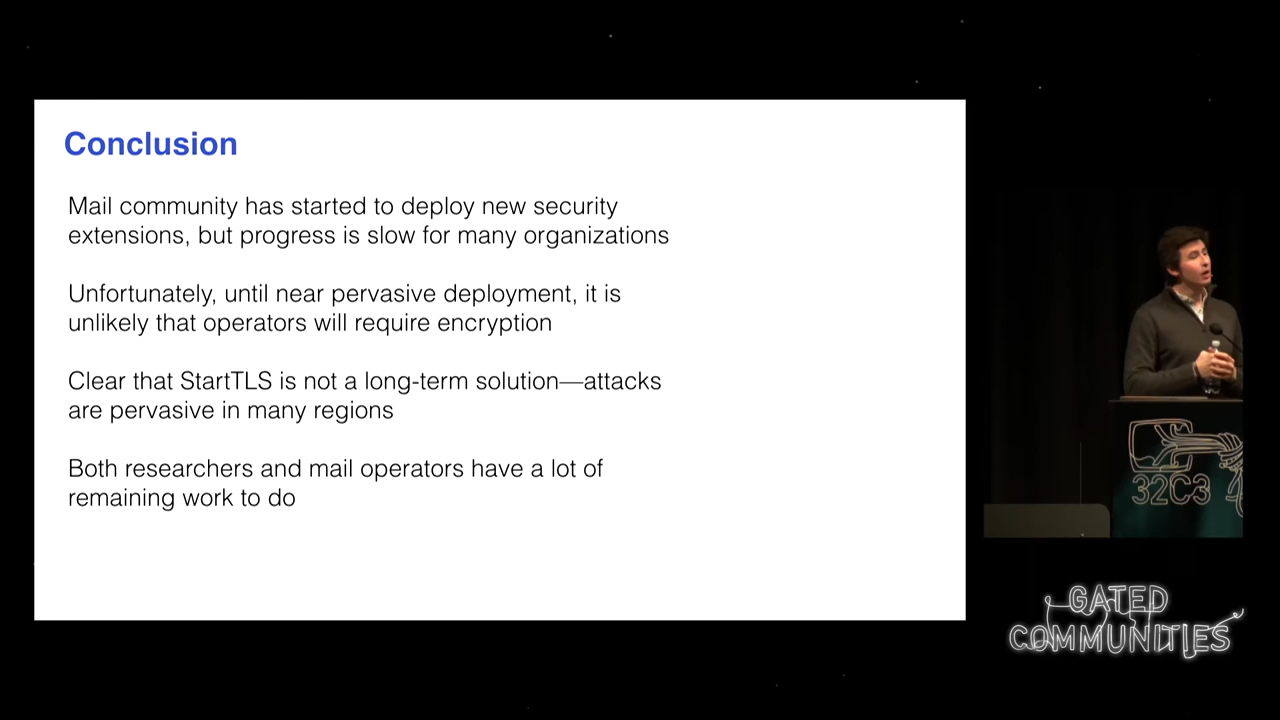 Conclusion
Mail community has started to deploy new security
extensions, but progress is slow for many organizations
Unfortunately, until near pervasive deployment, it is
unlikely that operators will require encryption
Clear that StartTLS is not a long-term solution—attacks
are pervasive in many regions
Both researchers and mail operators have a lot of
remaining work to do
32C3
GATED
COMMUNITIES